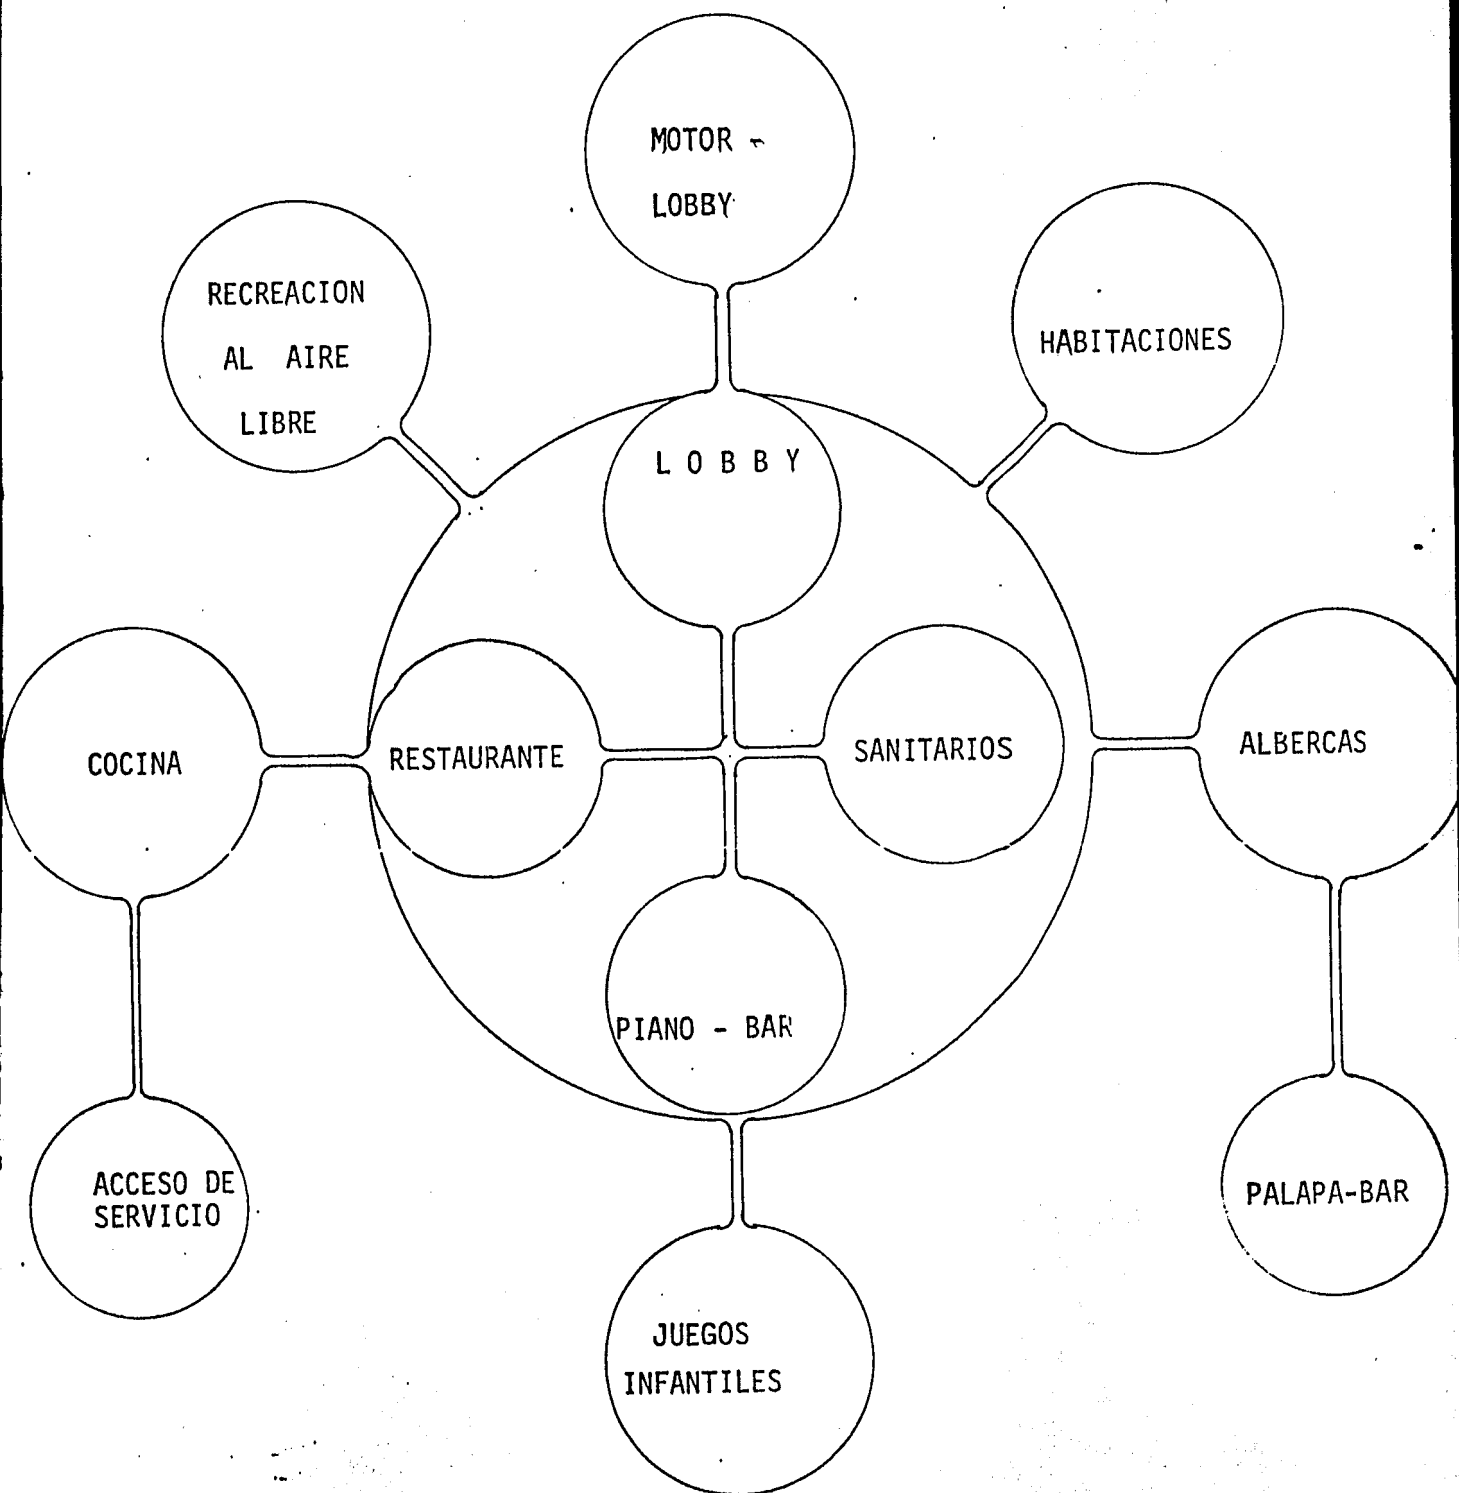 MOTOR -
LOBBY
RECREACION
AL AIRE
LIBRE
HABITACIONES
L O B B Y
COCINA
RESTAURANTE
SANITARIOS
ALBERCAS
PIANO - BAR
ACCESO DE
SERVICIO
PALAPA-BAR
JUEGOS
INFANTILES